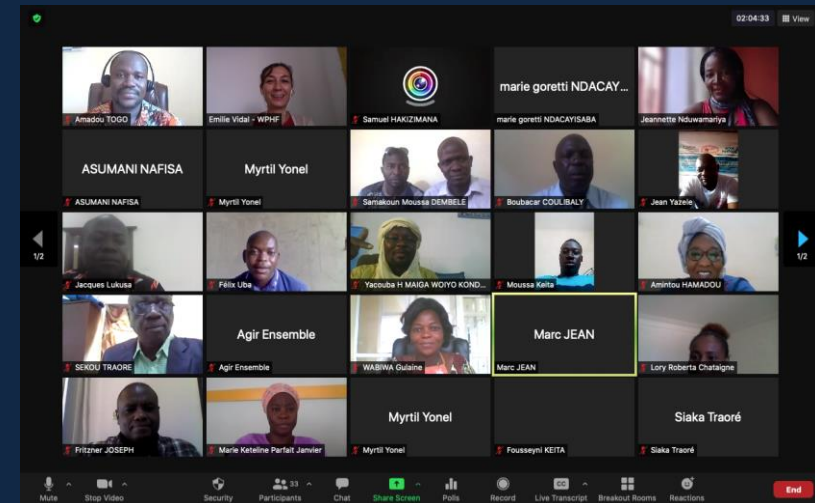 02:04:33 View
marie goretti NDACAY...
Amadou TOGO
Emilie Vidal - WPHF
Samuel HAKIZIMANA
marie goretti NDACAYISABA
Jeannette Nduwamariya
ASUMANI NAFISA
Myrtil Yonel
ASUMANI NAFISA
Myrtil Yonel
Samakoun Moussa DEMBELE
Boubacar COULIBALY
Jean Yazele
1/2
1/2
Jacques Lukusa
Félix Uba
Yacouba H MAIGA WOIYO KOND...
Moussa Keita
Amintou HAMADOU
Agir Ensemble
Marc JEAN
SEKOU TRAORE
Agir Ensemble
WABIWA Gulaine
Marc JEAN
Lory Roberta Chataigne
Myrtil Yonel
Siaka Traoré
Fritzner JOSEPH
Marie Keteline Parfait Janvier
Myrtil Yonel
Fousseyni KEITA
Siaka Traoré
33
CC
Mute
Stop Video
Security
Participants
Chat
Share Screen
Polls
Record
Live Transcript
Breakout Rooms
Reactions
End